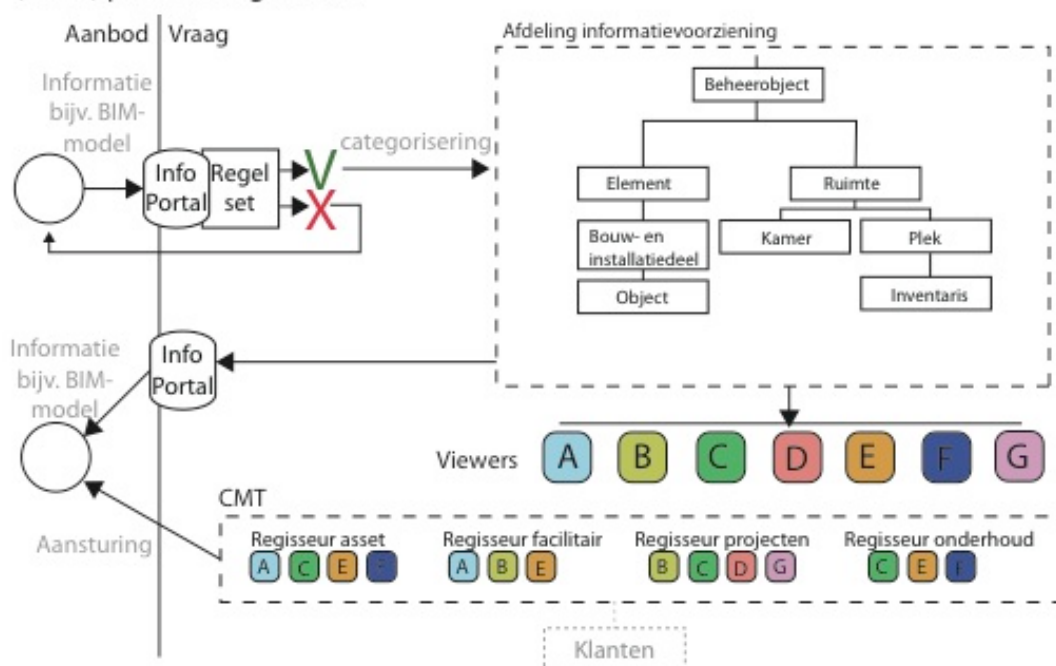 Aanbod
Vraag
Informatie
bijv. BIM-
model
Info
Portal
Regel
set
V
X
categorisering
Afdeling informatievoorziening
Beheerobject
Element
Ruimte
Bouw- en
installatiedeel
Kamer
Plek
Object
Inventaris
Informatie
bijv. BIM-
model
Info
Portal
Viewers
A
B
C
D
E
F
G
CMT
Aansturing
Regisseur asset
A C E F
Regisseur facilitair
A B E
Regisseur projecten
B C D G
Regisseur onderhoud
C E F
Klanten